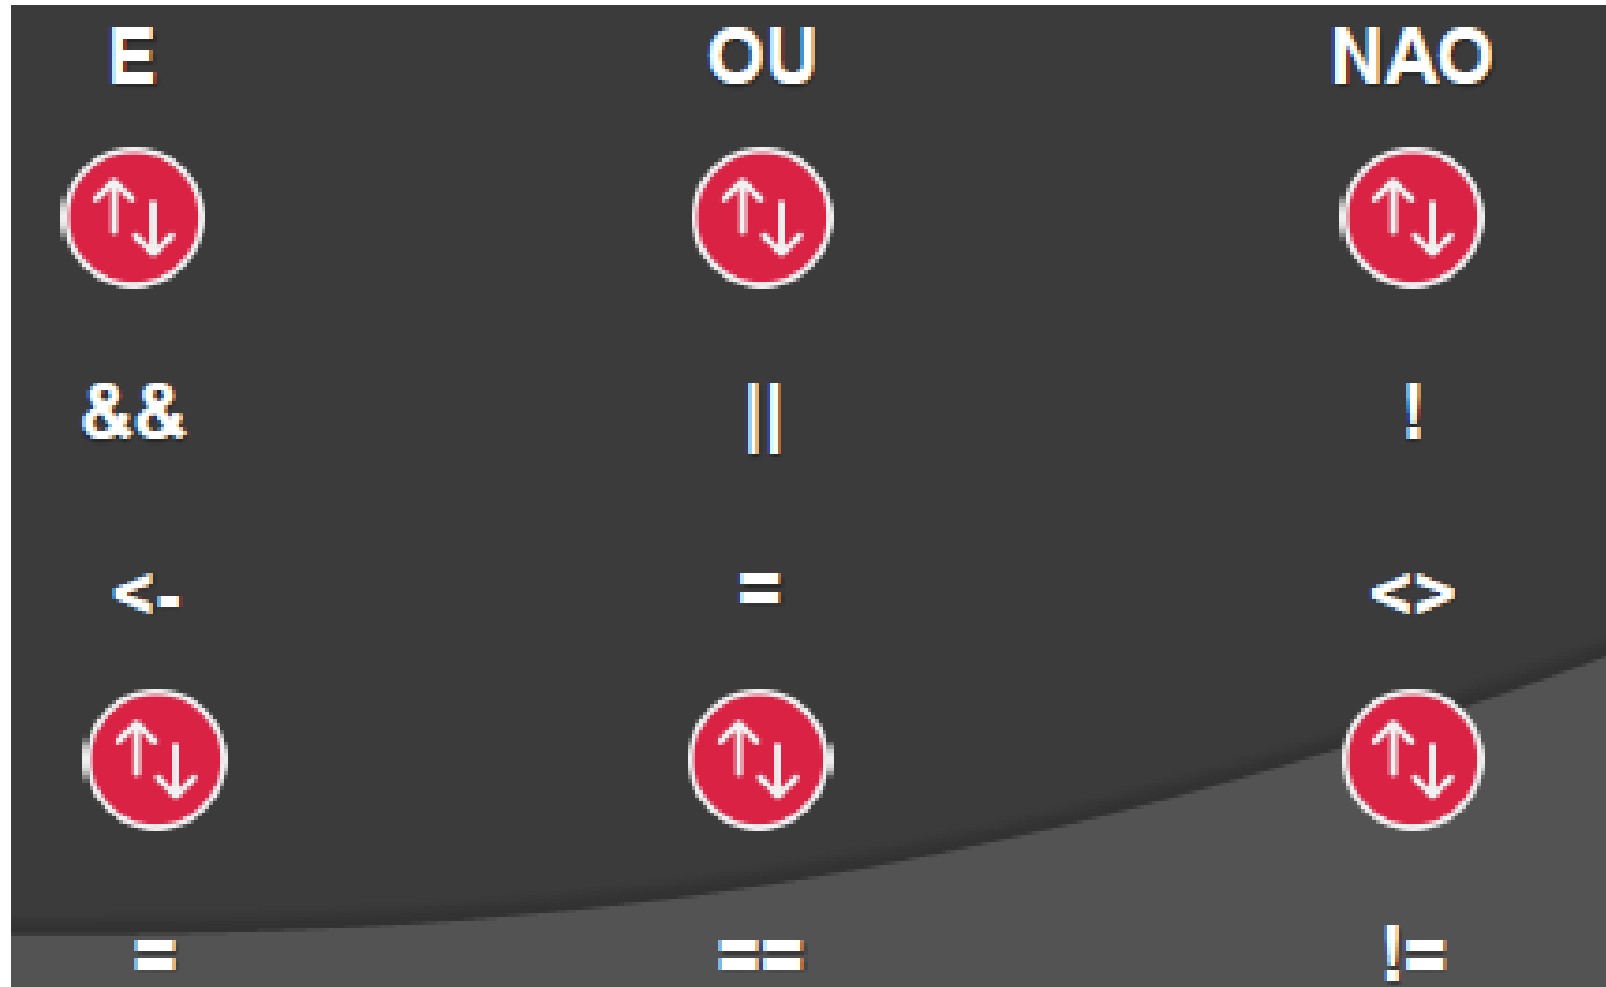 E OU NAO
&& || !
<- = <>
= == !=